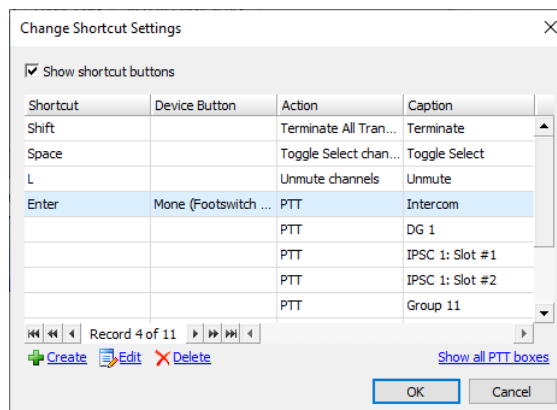 Change Shortcut Settings
Show shortcut buttons
Shortcut Device Button Action Caption
Shift Terminate All Tran... Terminate
Space Toggle Select chan... Toggle Select
L Unmute channels Unmute
Enter Mone (Footswitch ... PTT Intercom
PTT DG 1
PTT IPSC 1: Slot #1
PTT IPSC 1: Slot #2
PTT Group 11
Record 4 of 11
Create Edit Delete Show all PTT boxes
OK Cancel